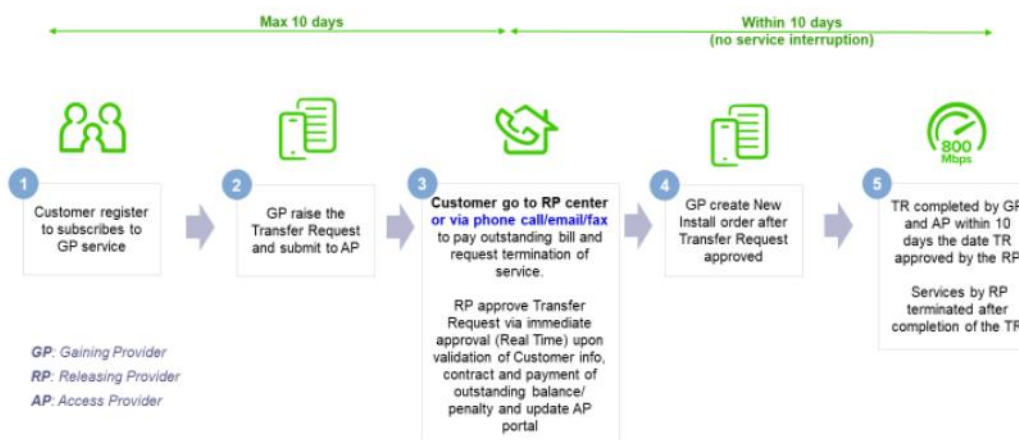 Max 10 days
Within 10 days
(no service interruption)
800
Mbps
1
Customer register
to subscribes to
GP service
2
GP raise the
Transfer Request
and submit to AP
3
Customer go to RP center
or via phone call/email/fax
to pay outstanding bill and
request termination of
service.
RP approve Transfer
Request via immediate
approval (Real Time) upon
validation of Customer info,
contract and payment of
outstanding balance/
penalty and update AP
portal
4
GP create New
Install order after
Transfer Request
approved
5
TR completed by GP
and AP within 10
days the date TR
approved by the RP
Services by RP
terminated after
completion of the TR
GP: Gaining Provider
RP: Releasing Provider
AP: Access Provider